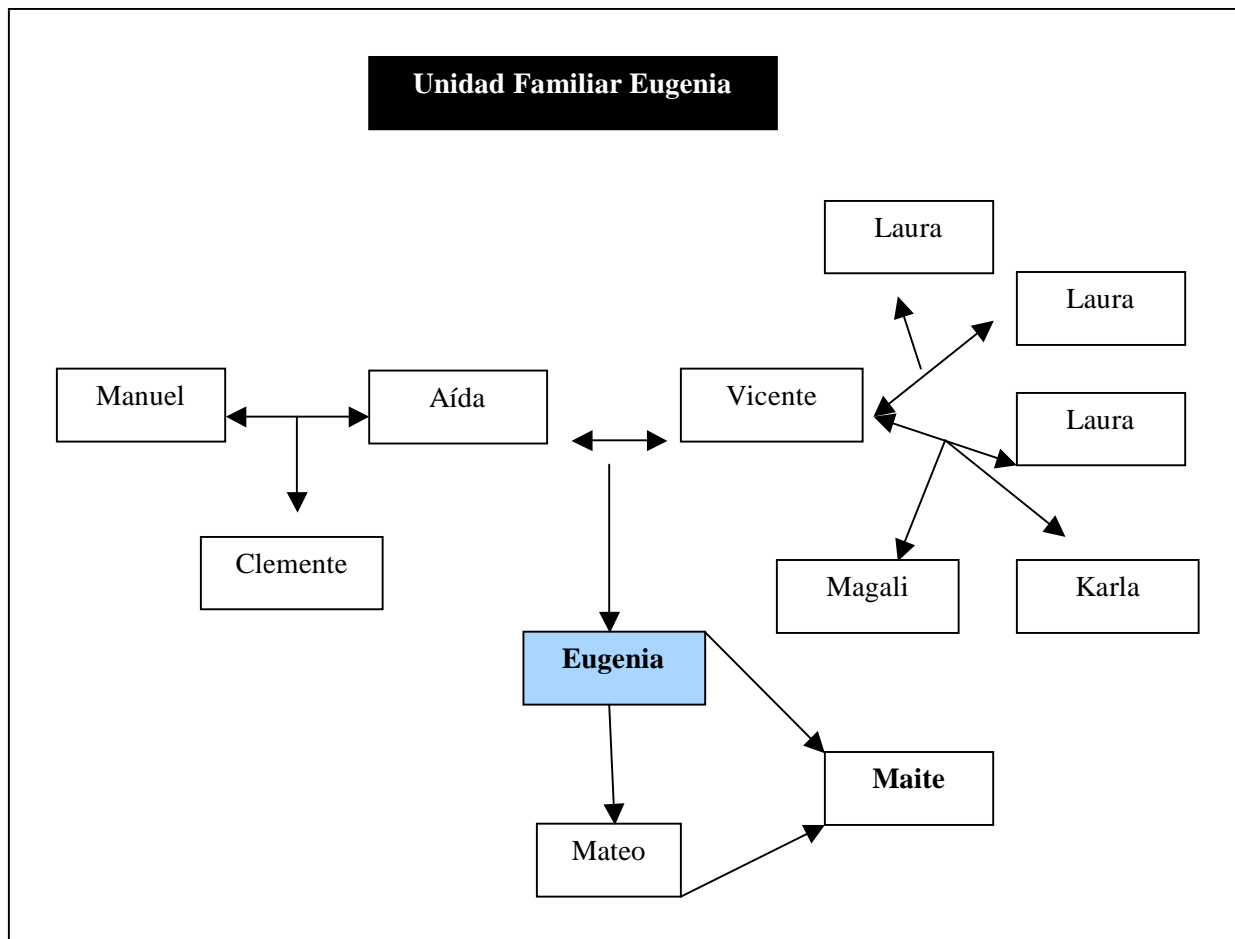 Unidad Familiar Eugenia
Laura
Laura
Manuel
Aída
Vicente
Laura
Clemente
Magali
Karla
Eugenia
Maite
Mateo